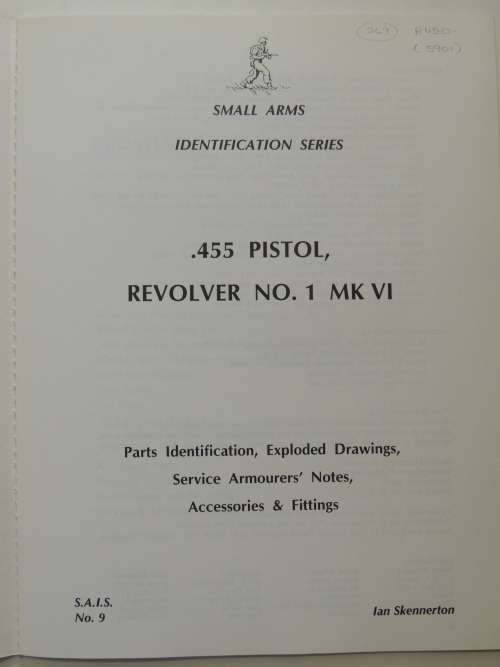 SMALL ARMS
IDENTIFICATION SERIES
.455 PISTOL,
REVOLVER NO. 1 MK VI
Parts Identification, Exploded Drawings,
Service Armourers' Notes,
Accessories & Fittings
S.A.I.S.
No. 9
Ian Skennerton